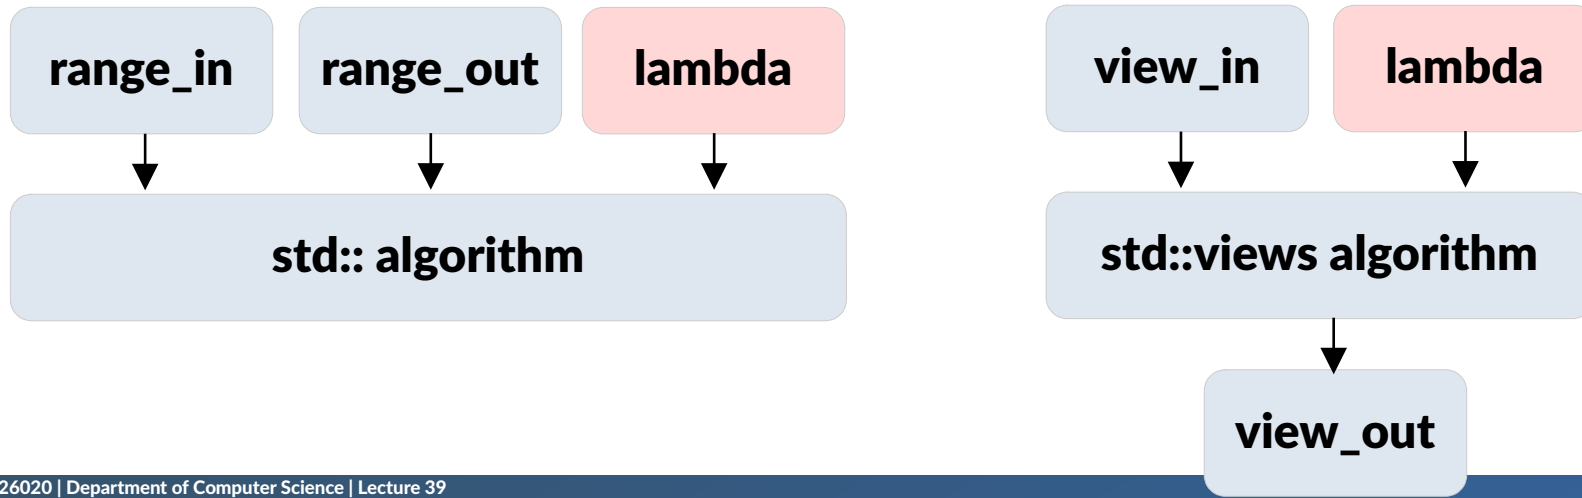 range_in
range_out
lambda
std:: algorithm
view_in
lambda
std::views algorithm
view_out
26020 | Department of Computer Science | Lecture 39